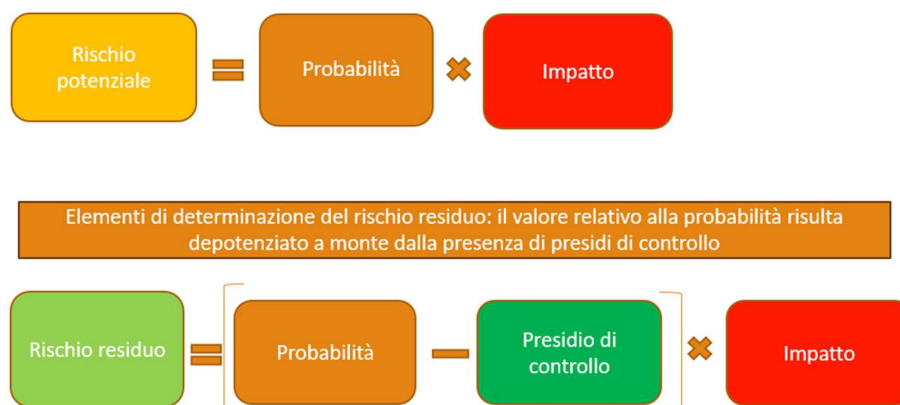 Rischio
potenziale
=
Probabilità
×
Impatto
Elementi di determinazione del rischio residuo: il valore relativo alla probabilità risulta
depotenziato a monte dalla presenza di presidi di controllo
Rischio residuo
=
[
Probabilità
−
Presidio di
controllo
]
×
Impatto